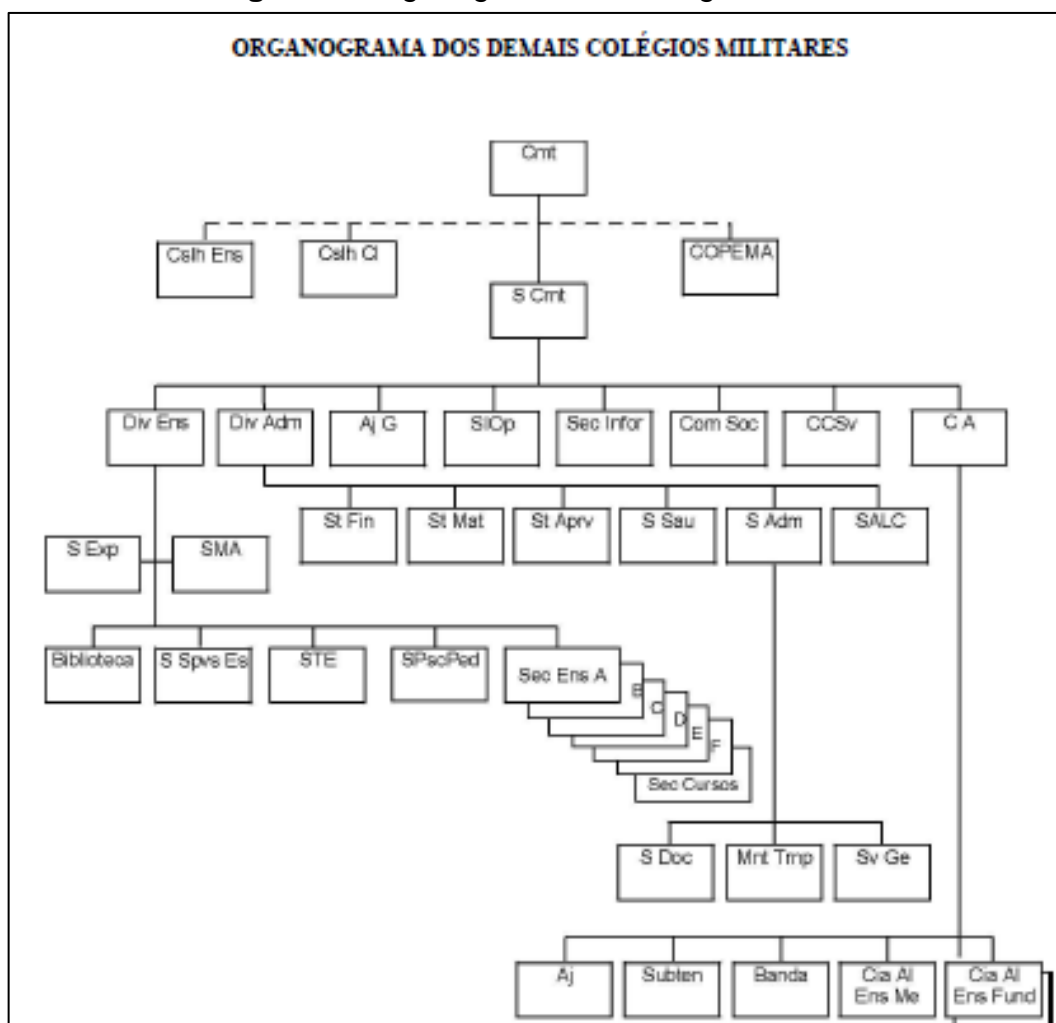 ORGANOGRAMA DOS DEMAIS COLÉGIOS MILITARES
Cmt
Cslh Ens
Cslh Cl
COPEMA
S Cmt
Div Ens
Div Adm
Aj G
SIOp
Sec Infor
Com Soc
CCSv
C A
St Fin
St Mat
St Aprv
S Sau
S Adm
SALC
S Exp
SMA
Biblioteca
S Spvs Es
STE
SPscPed
Sec Ens A
B
C
D
E
F
Sec Cursos
S Doc
Mnt Tmp
Sv Ge
Aj
Subten
Banda
Cia Al
Ens Me
Cia Al
Ens Fund